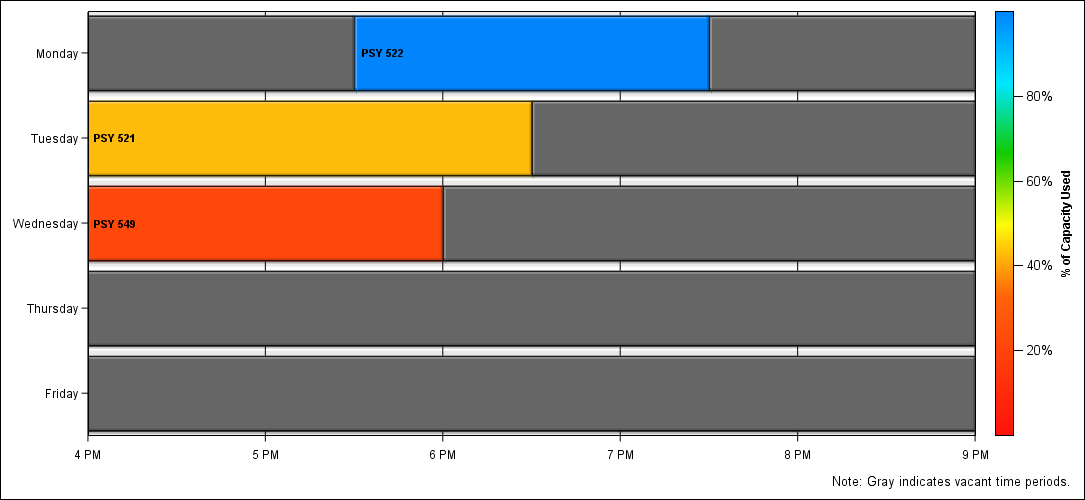 Monday
PSY 522
Tuesday
PSY 521
Wednesday
PSY 549
Thursday
Friday
4 PM
5 PM
6 PM
7 PM
8 PM
9 PM
80%
60%
40%
20%
% of Capacity Used
Note: Gray indicates vacant time periods.